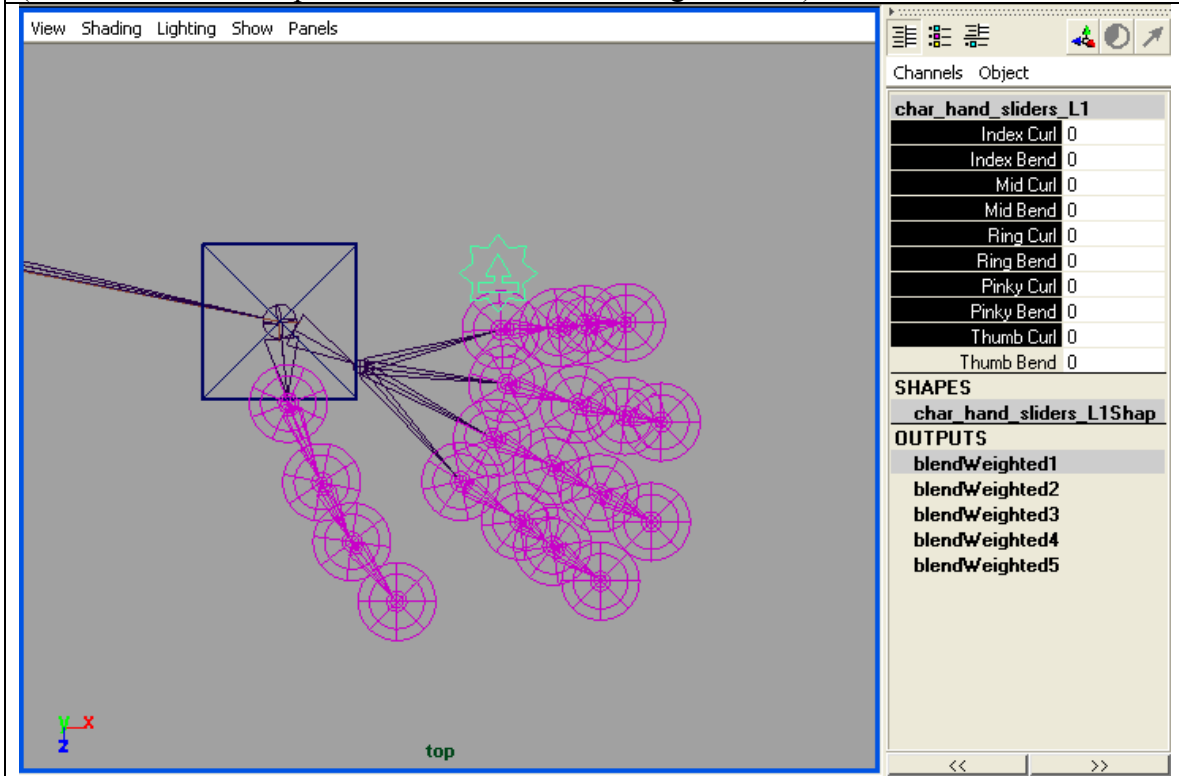 View Shading Lighting Show Panels
Channels Object
char_hand_sliders_L1
Index Curl 0
Index Bend 0
Mid Curl 0
Mid Bend 0
Ring Curl 0
Ring Bend 0
Pinky Curl 0
Pinky Bend 0
Thumb Curl 0
Thumb Bend 0
SHAPES
char_hand_sliders_L1Shap
OUTPUTS
blendWeighted1
blendWeighted2
blendWeighted3
blendWeighted4
blendWeighted5
y x
z
top
<< >>